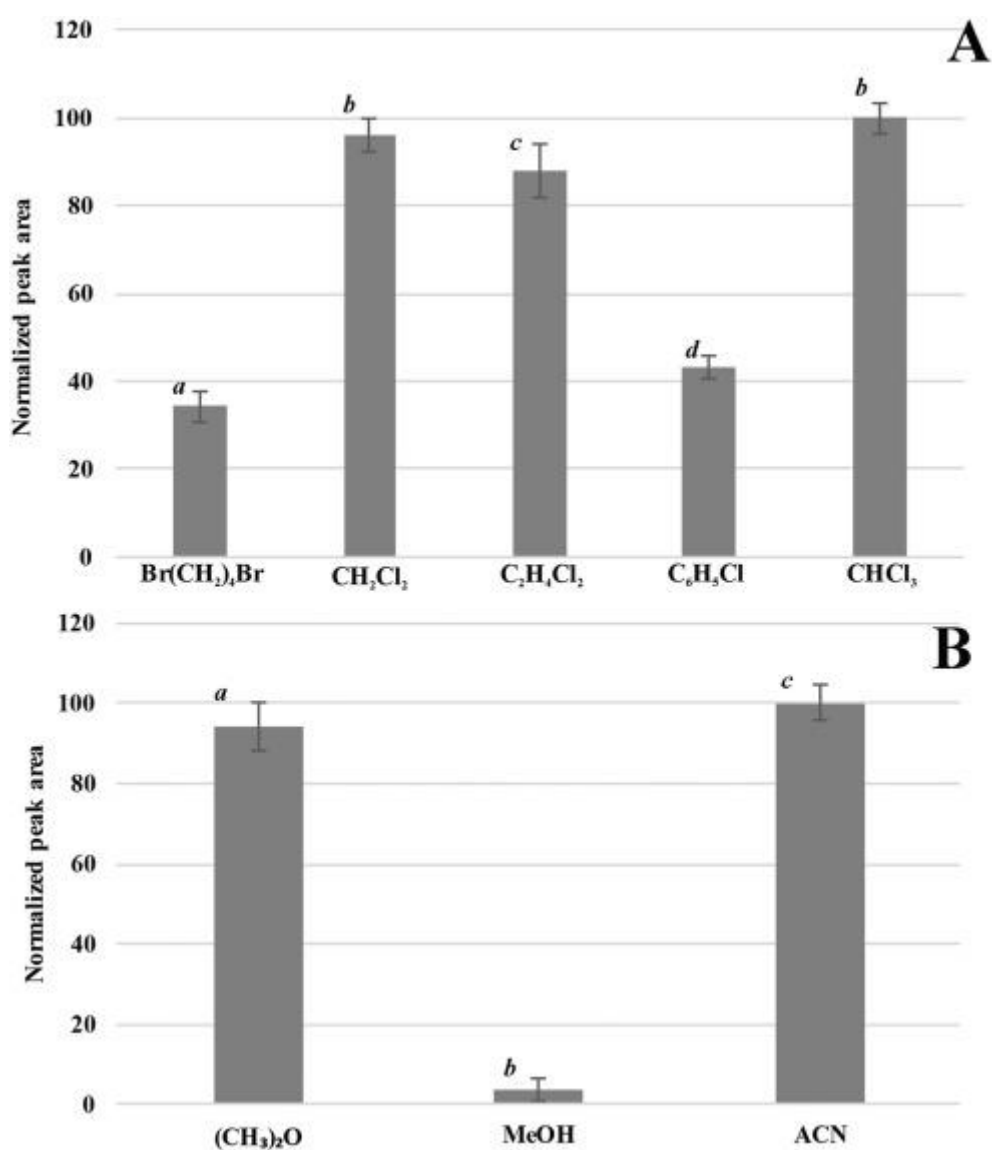 A
120
100
80
60
40
20
0
Normalized peak area
a
b
c
d
b
Br(CH₂)₄Br CH₂Cl₂ C₂H₄Cl₂ C₆H₅Cl CHCl₃
B
120
100
80
60
40
20
0
Normalized peak area
a
b
c
(CH₃)₂O MeOH ACN